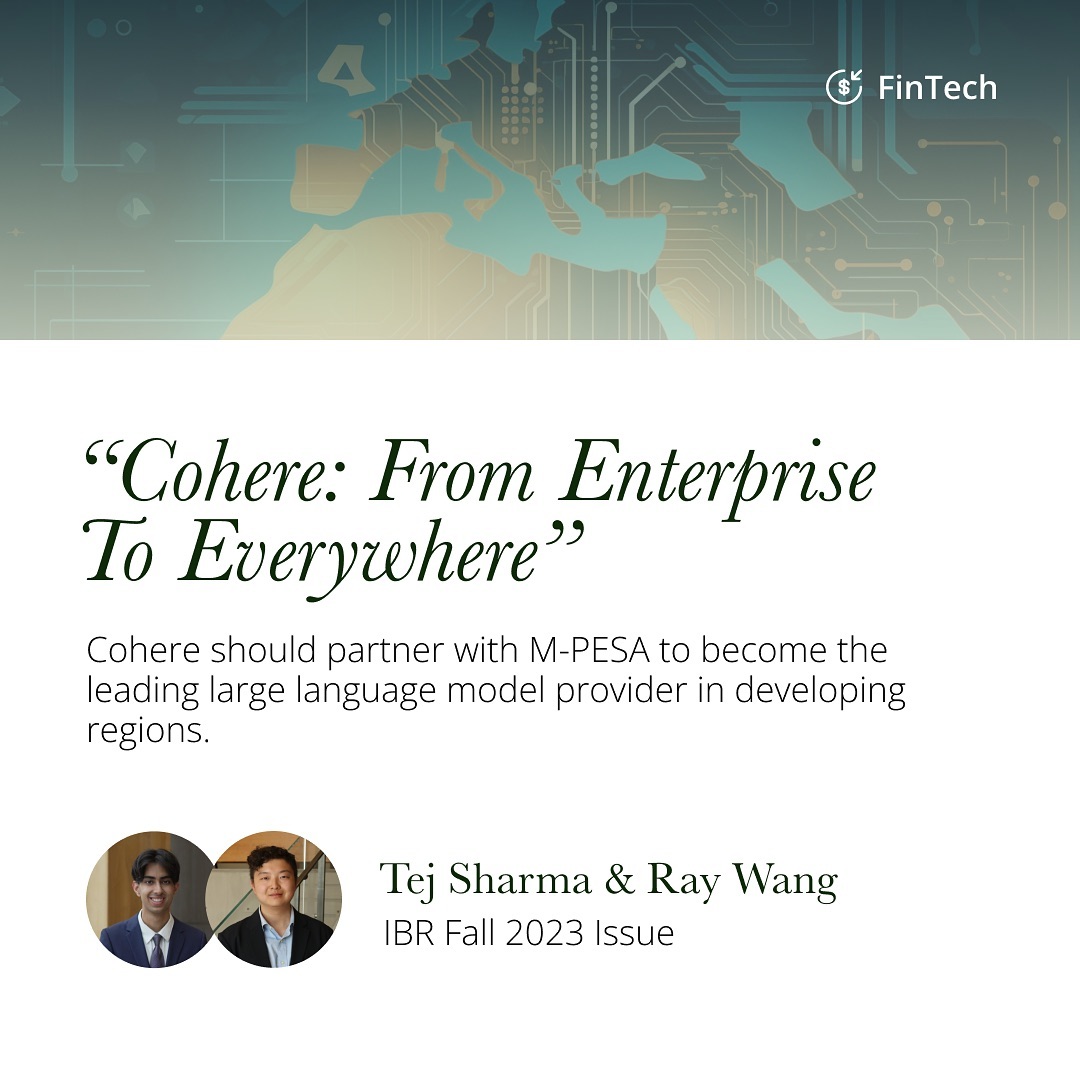 FinTech
“Cohere: From Enterprise
To Everywhere”
Cohere should partner with M-PESA to become the
leading large language model provider in developing
regions.
Tej Sharma & Ray Wang
IBR Fall 2023 Issue